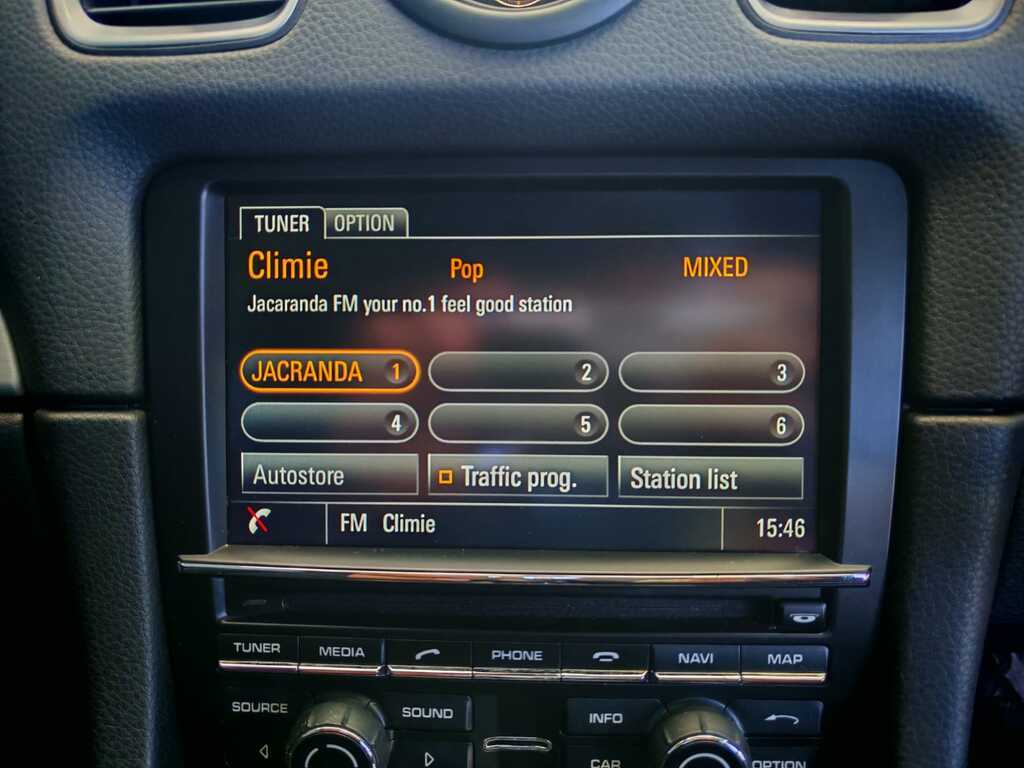 TUNER OPTION
Climie Pop MIXED
Jacaranda FM your no.1 feel good station
JACRANDA 1 2 3
4 5 6
Autostore Traffic prog. Station list
FM Climie 15:46
TUNER MEDIA PHONE NAVI MAP
SOURCE SOUND INFO
CAR OPTION